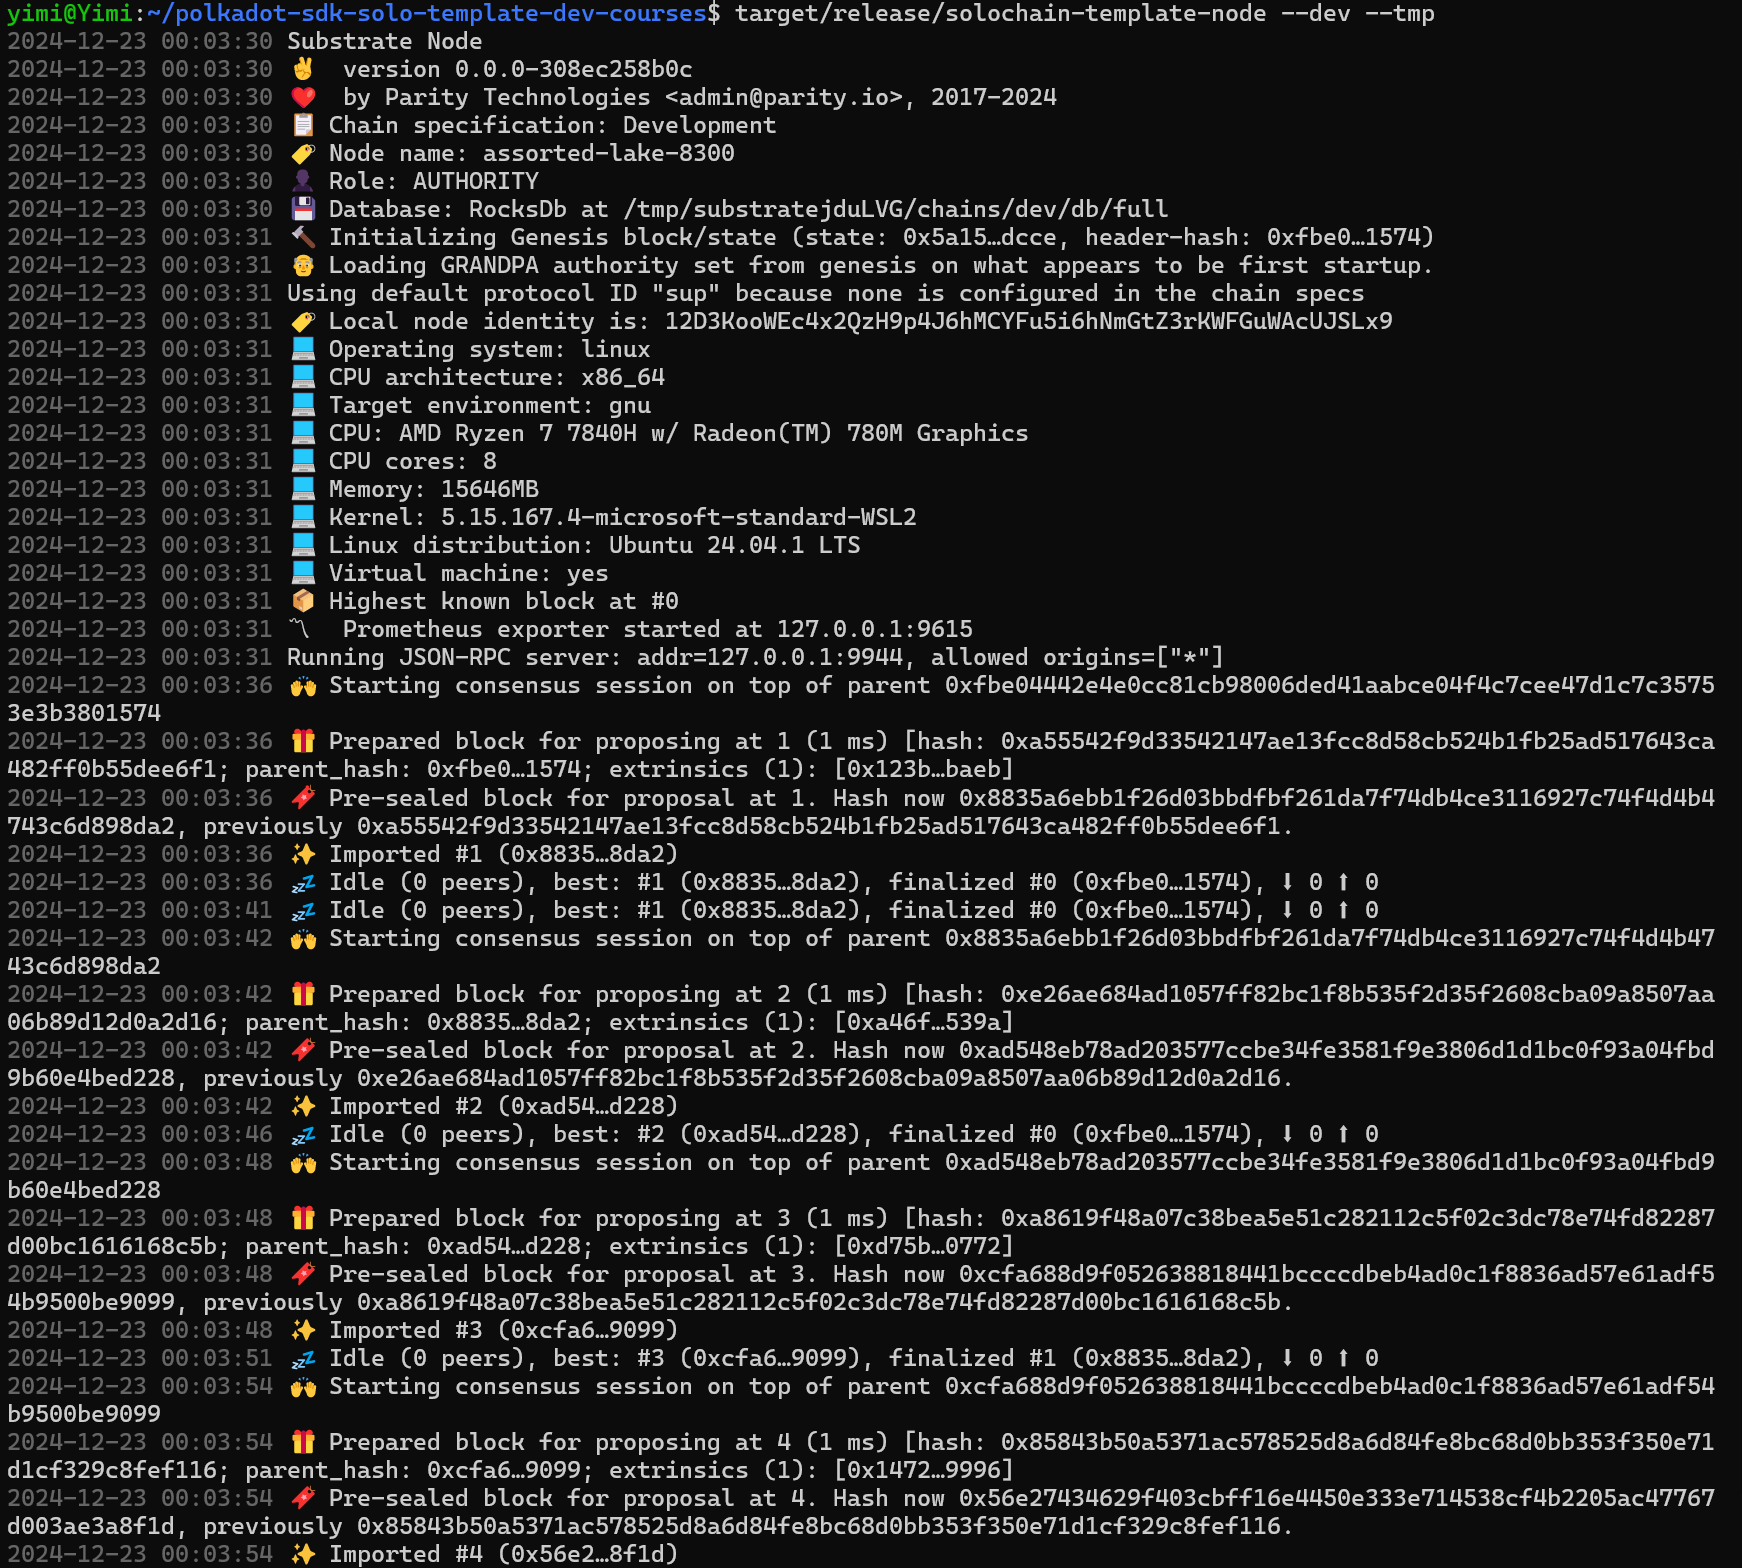 yimi@Yimi:~/polkadot-sdk-solo-template-dev-courses$ target/release/solochain-template-node --dev --tmp
2024-12-23 00:03:30 Substrate Node
2024-12-23 00:03:30 ✌️  version 0.0.0-308ec258b0c
2024-12-23 00:03:30 ❤️  by Parity Technologies <admin@parity.io>, 2017-2024
2024-12-23 00:03:30 📋 Chain specification: Development
2024-12-23 00:03:30 🏷 Node name: assorted-lake-8300
2024-12-23 00:03:30 👤 Role: AUTHORITY
2024-12-23 00:03:30 💾 Database: RocksDb at /tmp/substratejduLVG/chains/dev/db/full
2024-12-23 00:03:31 🔨 Initializing Genesis block/state (state: 0x5a15…dcce, header-hash: 0xfbe0…1574)
2024-12-23 00:03:31 👴 Loading GRANDPA authority set from genesis on what appears to be first startup.
2024-12-23 00:03:31 Using default protocol ID "sup" because none is configured in the chain specs
2024-12-23 00:03:31 🏷 Local node identity is: 12D3KooWEc4x2QzH9p4J6hMCYFu5i6hNmGtZ3rKWFGuWAcUJSLx9
2024-12-23 00:03:31 💻 Operating system: linux
2024-12-23 00:03:31 💻 CPU architecture: x86_64
2024-12-23 00:03:31 💻 Target environment: gnu
2024-12-23 00:03:31 💻 CPU: AMD Ryzen 7 7840H w/ Radeon(TM) 780M Graphics
2024-12-23 00:03:31 💻 CPU cores: 8
2024-12-23 00:03:31 💻 Memory: 15646MB
2024-12-23 00:03:31 💻 Kernel: 5.15.167.4-microsoft-standard-WSL2
2024-12-23 00:03:31 💻 Linux distribution: Ubuntu 24.04.1 LTS
2024-12-23 00:03:31 💻 Virtual machine: yes
2024-12-23 00:03:31 📦 Highest known block at #0
2024-12-23 00:03:31 〽️  Prometheus exporter started at 127.0.0.1:9615
2024-12-23 00:03:31 Running JSON-RPC server: addr=127.0.0.1:9944, allowed origins=["*"]
2024-12-23 00:03:36 🙌 Starting consensus session on top of parent 0xfbe04442e4e0cc81cb98006ded41aabce04f4c7cee47d1c7c3575
3e3b3801574
2024-12-23 00:03:36 🎁 Prepared block for proposing at 1 (1 ms) [hash: 0xa55542f9d33542147ae13fcc8d58cb524b1fb25ad517643ca
482ff0b55dee6f1; parent_hash: 0xfbe0…1574; extrinsics (1): [0x123b…baeb]
2024-12-23 00:03:36 🔖 Pre-sealed block for proposal at 1. Hash now 0x8835a6ebb1f26d03bbdfbf261da7f74db4ce3116927c74f4d4b4
743c6d898da2, previously 0xa55542f9d33542147ae13fcc8d58cb524b1fb25ad517643ca482ff0b55dee6f1.
2024-12-23 00:03:36 ✨ Imported #1 (0x8835…8da2)
2024-12-23 00:03:36 💤 Idle (0 peers), best: #1 (0x8835…8da2), finalized #0 (0xfbe0…1574), ⬇ 0 ⬆ 0
2024-12-23 00:03:41 💤 Idle (0 peers), best: #1 (0x8835…8da2), finalized #0 (0xfbe0…1574), ⬇ 0 ⬆ 0
2024-12-23 00:03:42 🙌 Starting consensus session on top of parent 0x8835a6ebb1f26d03bbdfbf261da7f74db4ce3116927c74f4d4b47
43c6d898da2
2024-12-23 00:03:42 🎁 Prepared block for proposing at 2 (1 ms) [hash: 0xe26ae684ad1057ff82bc1f8b535f2d35f2608cba09a8507aa
06b89d12d0a2d16; parent_hash: 0x8835…8da2; extrinsics (1): [0xa46f…539a]
2024-12-23 00:03:42 🔖 Pre-sealed block for proposal at 2. Hash now 0xad548eb78ad203577ccbe34fe3581f9e3806d1d1bc0f93a04fbd
9b60e4bed228, previously 0xe26ae684ad1057ff82bc1f8b535f2d35f2608cba09a8507aa06b89d12d0a2d16.
2024-12-23 00:03:42 ✨ Imported #2 (0xad54…d228)
2024-12-23 00:03:46 💤 Idle (0 peers), best: #2 (0xad54…d228), finalized #0 (0xfbe0…1574), ⬇ 0 ⬆ 0
2024-12-23 00:03:48 🙌 Starting consensus session on top of parent 0xad548eb78ad203577ccbe34fe3581f9e3806d1d1bc0f93a04fbd9
b60e4bed228
2024-12-23 00:03:48 🎁 Prepared block for proposing at 3 (1 ms) [hash: 0xa8619f48a07c38bea5e51c282112c5f02c3dc78e74fd82287
d00bc1616168c5b; parent_hash: 0xad54…d228; extrinsics (1): [0xd75b…0772]
2024-12-23 00:03:48 🔖 Pre-sealed block for proposal at 3. Hash now 0xcfa688d9f052638818441bccccdbeb4ad0c1f8836ad57e61adf5
4b9500be9099, previously 0xa8619f48a07c38bea5e51c282112c5f02c3dc78e74fd82287d00bc1616168c5b.
2024-12-23 00:03:48 ✨ Imported #3 (0xcfa6…9099)
2024-12-23 00:03:51 💤 Idle (0 peers), best: #3 (0xcfa6…9099), finalized #1 (0x8835…8da2), ⬇ 0 ⬆ 0
2024-12-23 00:03:54 🙌 Starting consensus session on top of parent 0xcfa688d9f052638818441bccccdbeb4ad0c1f8836ad57e61adf54
b9500be9099
2024-12-23 00:03:54 🎁 Prepared block for proposing at 4 (1 ms) [hash: 0x85843b50a5371ac578525d8a6d84fe8bc68d0bb353f350e71
d1cf329c8fef116; parent_hash: 0xcfa6…9099; extrinsics (1): [0x1472…9996]
2024-12-23 00:03:54 🔖 Pre-sealed block for proposal at 4. Hash now 0x56e27434629f403cbff16e4450e333e714538cf4b2205ac47767
d003ae3a8f1d, previously 0x85843b50a5371ac578525d8a6d84fe8bc68d0bb353f350e71d1cf329c8fef116.
2024-12-23 00:03:54 ✨ Imported #4 (0x56e2…8f1d)